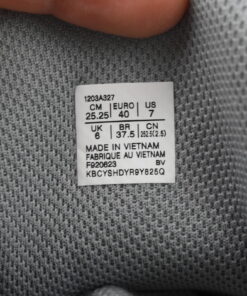 1203A327
CM EURO US
25.25 40 7
UK BR CN
6 37.5 252.5(2.5)
MADE IN VIETNAM
FABRIQUE AU VIETNAM
F920623 BV
KBCYSHDYR9Y825Q